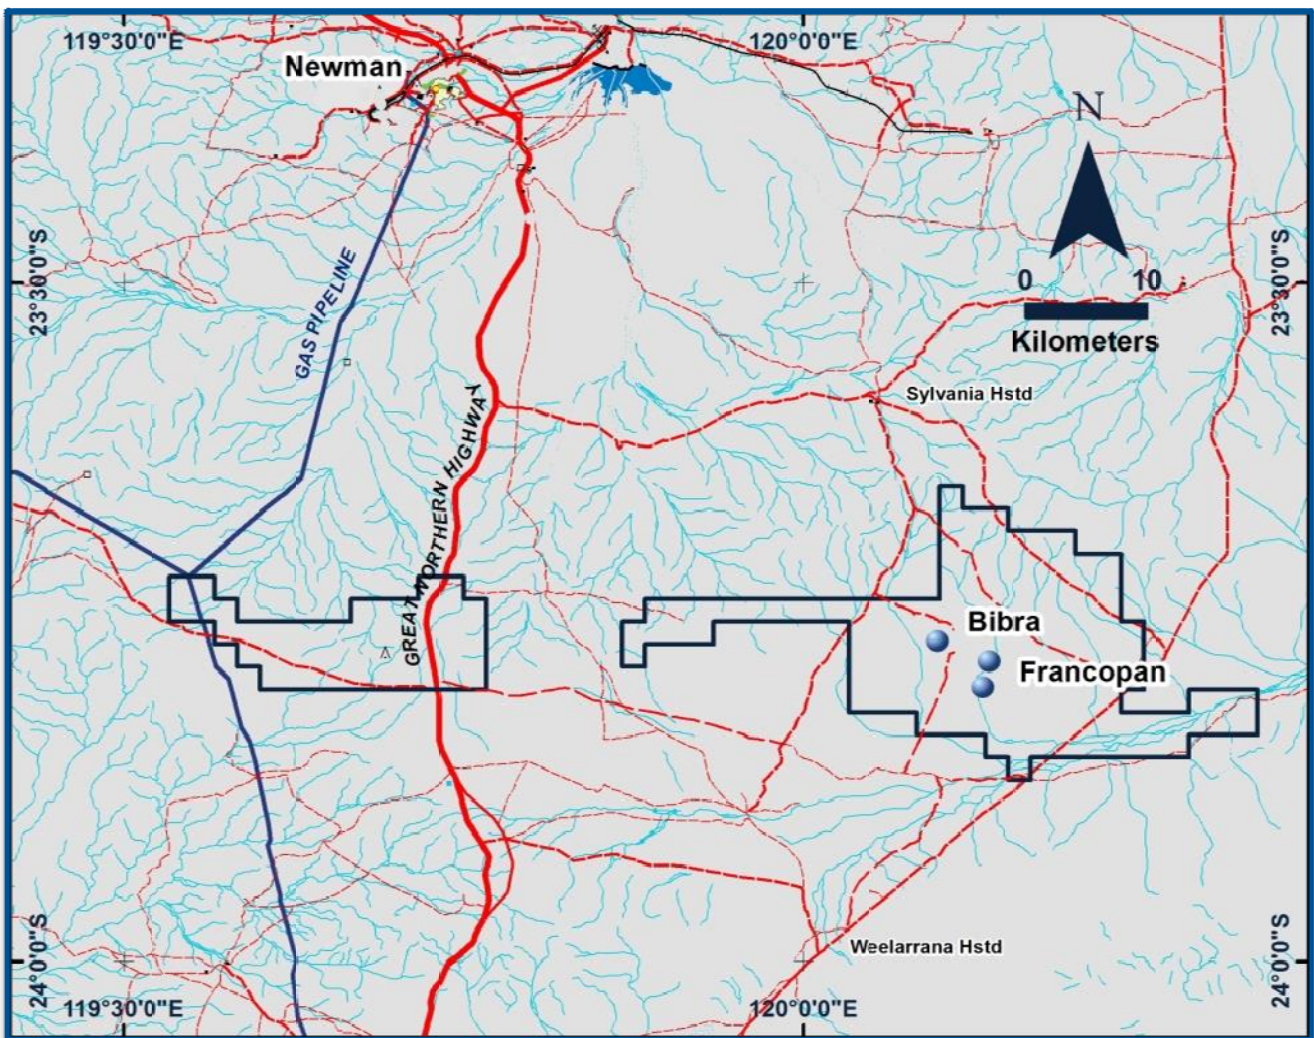 119°30'0"E
120°0'0"E
Newman
N
23°30'0"S
GAS PIPELINE
0 10
Kilometers
23°30'0"S
GREAT NORTHERN HIGHWAY
Sylvania Hstd
Bibra
Francopan
24°0'0"S
Weelarrana Hstd
24°0'0"S
119°30'0"E
120°0'0"E